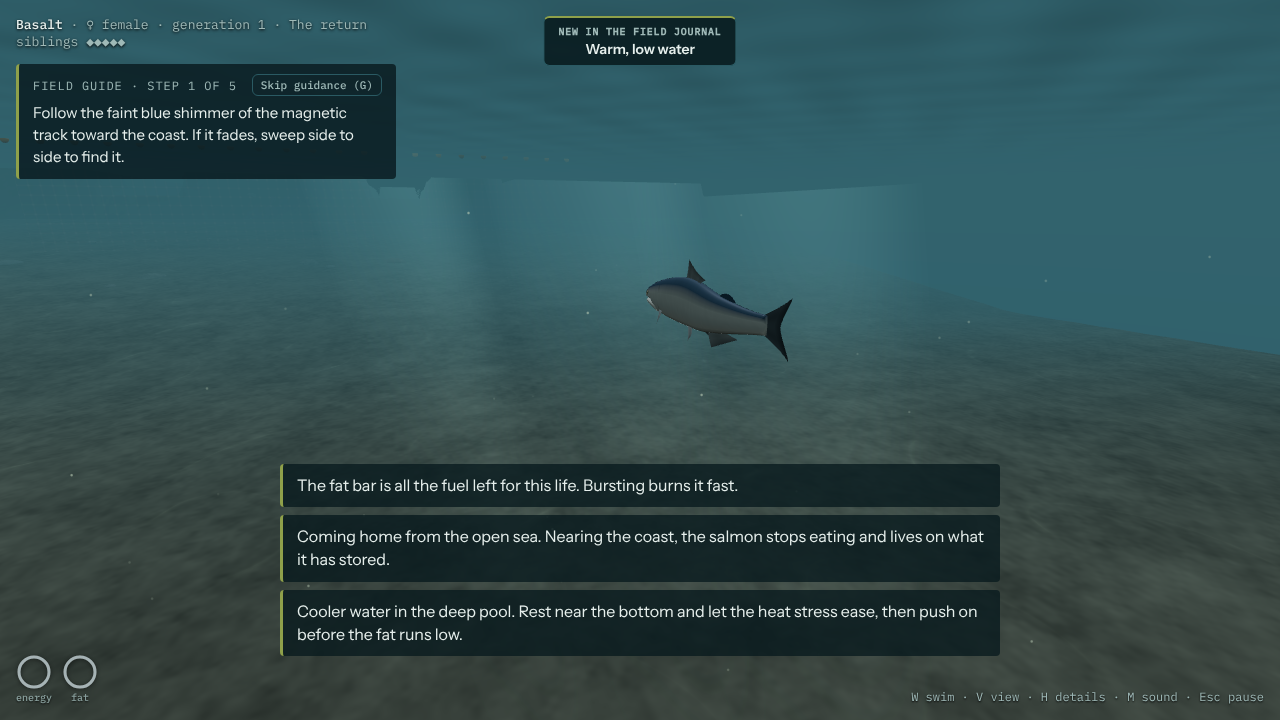 Basalt · ♀ female · generation 1 · The return
siblings ◆◆◆◆◆
NEW IN THE FIELD JOURNAL
Warm, low water
FIELD GUIDE · STEP 1 OF 5
Skip guidance (G)
Follow the faint blue shimmer of the magnetic
track toward the coast. If it fades, sweep side to
side to find it.
The fat bar is all the fuel left for this life. Bursting burns it fast.
Coming home from the open sea. Nearing the coast, the salmon stops eating and lives on what
it has stored.
Cooler water in the deep pool. Rest near the bottom and let the heat stress ease, then push on
before the fat runs low.
energy fat
W swim · V view · H details · M sound · Esc pause